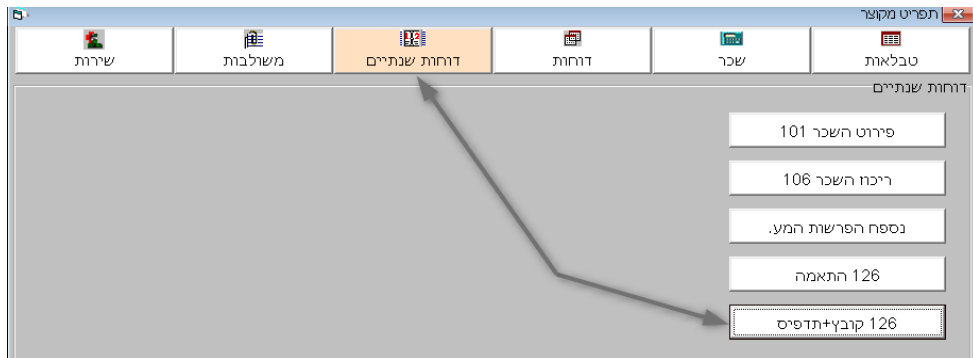 תפריט מקוצר
טבלאות
שכר
דוחות
דוחות שנתיים
משולבות
שירות
דוחות שנתיים
פירוט השכר 101
ריכוז השכר 106
נספח הפרשות המע.
126 התאמה
126 קובץ+תדפיס